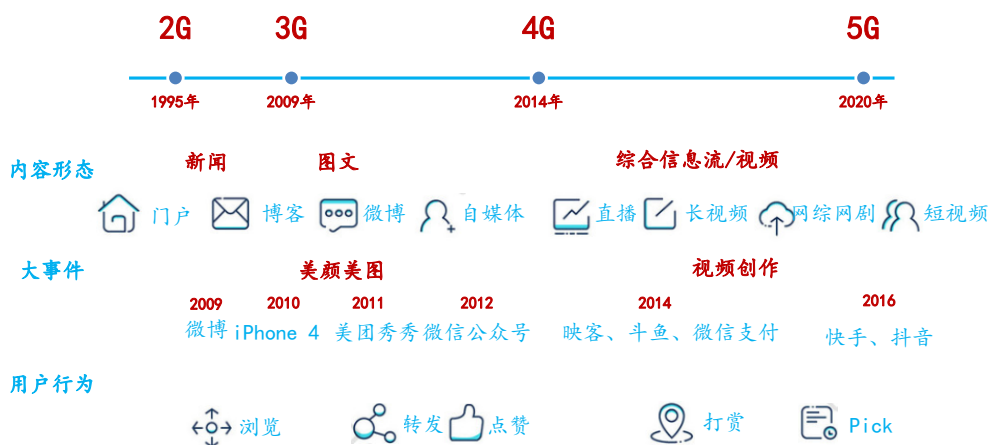 2G 3G 4G 5G
1995年 2009年 2014年 2020年
新闻 图文 综合信息流/视频
内容形态
门户 博客 微博 自媒体 直播 长视频 网综网剧 短视频
大事件 美颜美图 视频创作
2009 2010 2011 2012 2014 2016
微博 iPhone 4 美团秀秀 微信公众号 映客、斗鱼、微信支付 快手、抖音
用户行为
浏览 转发 点赞 打赏 Pick